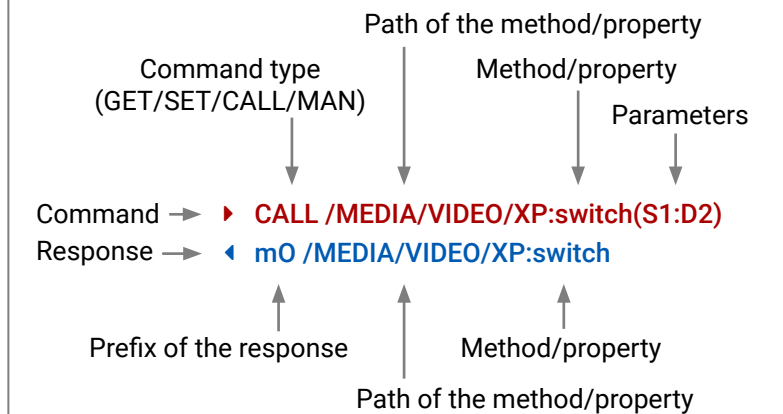 Path of the method/property
Command type
(GET/SET/CALL/MAN)
Method/property
Parameters
Command
CALL /MEDIA/VIDEO/XP:switch(S1:D2)
Response
mO /MEDIA/VIDEO/XP:switch
Prefix of the response
Method/property
Path of the method/property